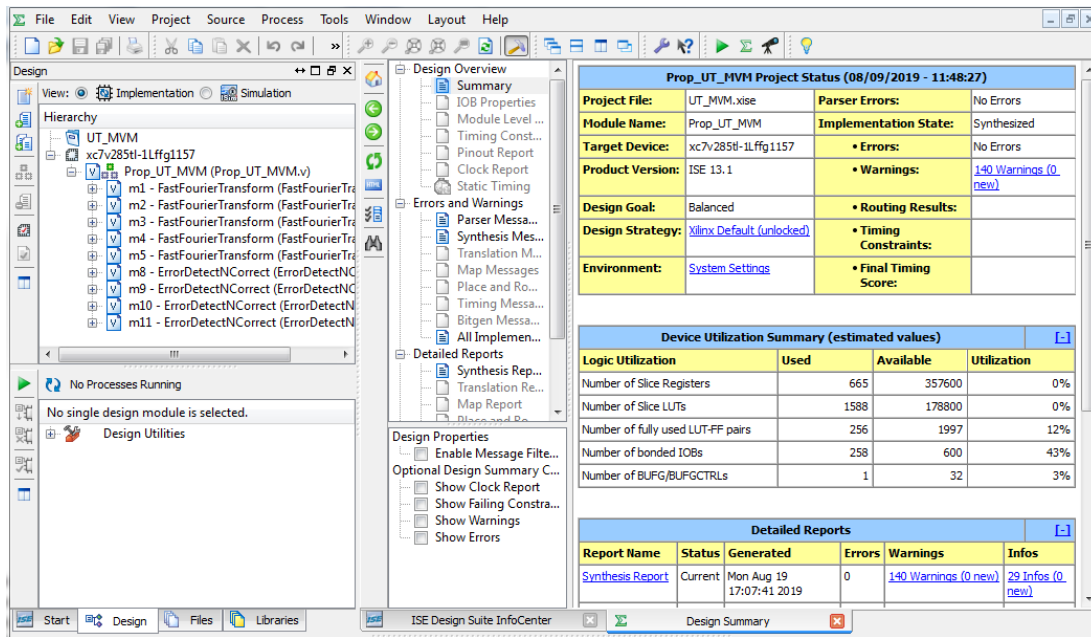 File Edit View Project Source Process Tools Window Layout Help
Design
View: Implementation Simulation
Hierarchy
UT_MVM
xc7v285tl-1Lffg1157
Prop_UT_MVM (Prop_UT_MVM.v)
m1 - FastFourierTransform (FastFourierTra
m2 - FastFourierTransform (FastFourierTra
m3 - FastFourierTransform (FastFourierTra
m4 - FastFourierTransform (FastFourierTra
m5 - FastFourierTransform (FastFourierTra
m8 - ErrorDetectNCorrect (ErrorDetectNC
m9 - ErrorDetectNCorrect (ErrorDetectNC
m10 - ErrorDetectNCorrect (ErrorDetectN
m11 - ErrorDetectNCorrect (ErrorDetectN
No Processes Running
No single design module is selected.
Design Utilities
Start Design Files Libraries
Design Overview
Summary
IOB Properties
Module Level ...
Timing Const...
Pinout Report
Clock Report
Static Timing
Errors and Warnings
Parser Messa...
Synthesis Mes...
Translation M...
Map Messages
Place and Ro...
Timing Messa...
Bitgen Messa...
All Implemen...
Detailed Reports
Synthesis Rep...
Translation Re...
Map Report
Place and Ro
Design Properties
Enable Message Filte...
Optional Design Summary C...
Show Clock Report
Show Failing Constra...
Show Warnings
Show Errors
Prop_UT_MVM Project Status (08/09/2019 - 11:48:27)
Project File: UT_MVM.xise Parser Errors: No Errors
Module Name: Prop_UT_MVM Implementation State: Synthesized
Target Device: xc7v285tl-1Lffg1157 • Errors: No Errors
Product Version: ISE 13.1 • Warnings: 140 Warnings (0
new)
Design Goal: Balanced • Routing Results:
Design Strategy: Xilinx Default (unlocked) • Timing
Constraints:
Environment: System Settings • Final Timing
Score:
Device Utilization Summary (estimated values) [-]
Logic Utilization Used Available Utilization
Number of Slice Registers 665 357600 0%
Number of Slice LUTs 1588 178800 0%
Number of fully used LUT-FF pairs 256 1997 12%
Number of bonded IOBs 258 600 43%
Number of BUFG/BUFGCTRLs 1 32 3%
Detailed Reports [-]
Report Name Status Generated Errors Warnings Infos
Synthesis Report Current Mon Aug 19 0 140 Warnings (0 new) 29 Infos (0
17:07:41 2019 new)
ISE Design Suite InfoCenter Design Summary